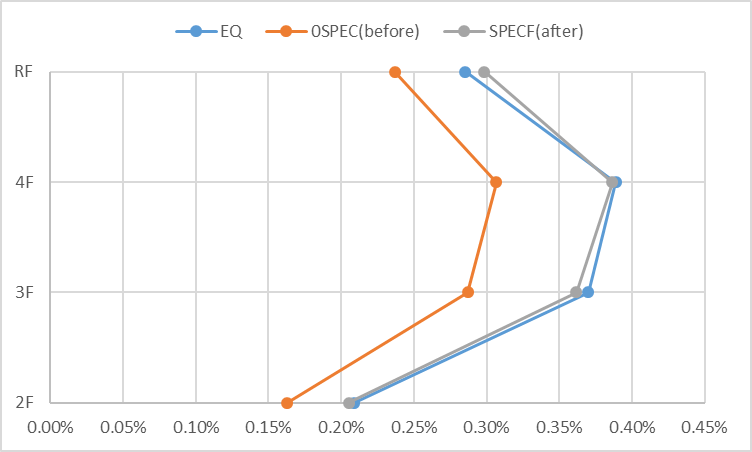 EQ 0SPEC(before) SPECF(after)
RF
4F
3F
2F
0.00% 0.05% 0.10% 0.15% 0.20% 0.25% 0.30% 0.35% 0.40% 0.45%